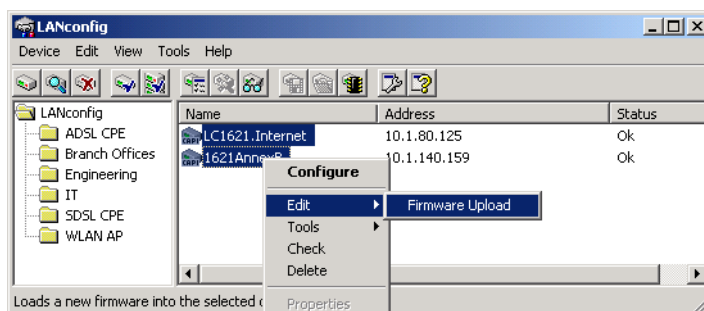 LANconfig
Device Edit View Tools Help
LANconfig
ADSL CPE
Branch Offices
Engineering
IT
SDSL CPE
WLAN AP
Name Address Status
CAPI LC1621.Internet 10.1.80.125 Ok
CAPI 1621AnnexB 10.1.140.159 Ok
Configure
Edit
Firmware Upload
Tools
Check
Delete
Properties
Loads a new firmware into the selected